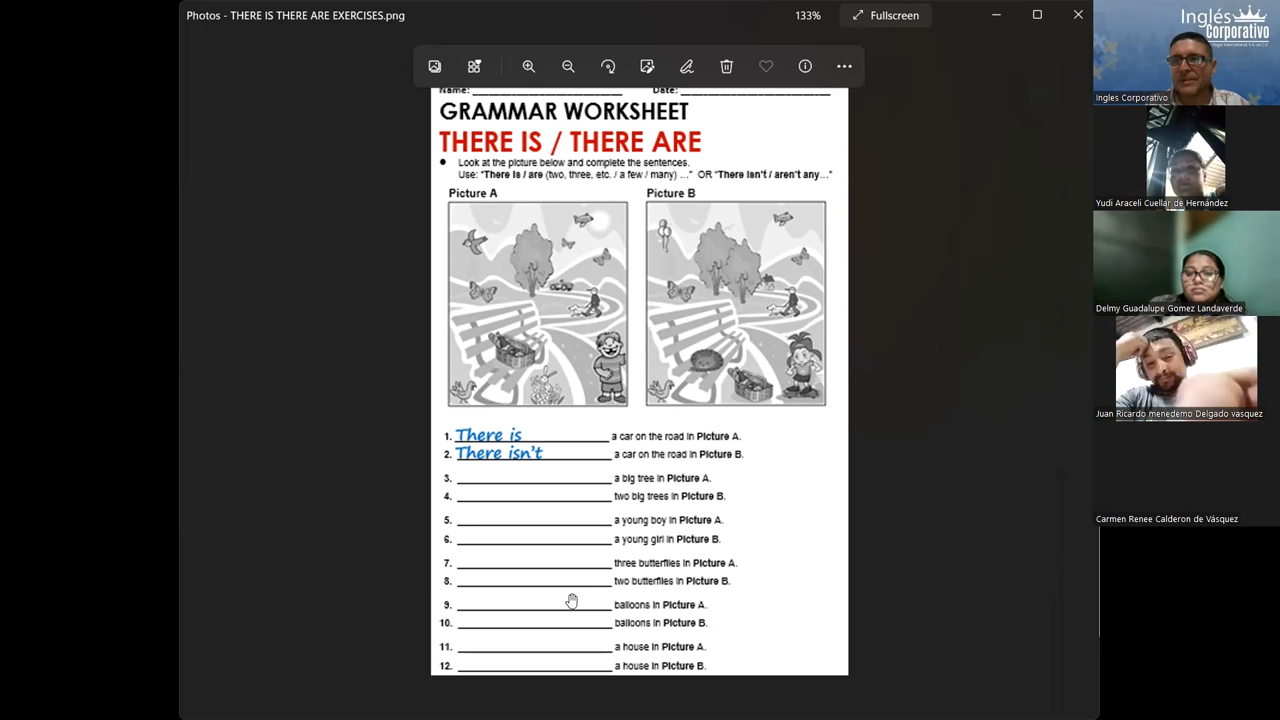 Photos - THERE IS THERE ARE EXERCISES.png
133%
Fullscreen
Name: Date:
GRAMMAR WORKSHEET
THERE IS / THERE ARE
Look at the picture below and complete the sentences.
Use: "There is / are (two, three, etc. / a few / many) ..." OR "There isn't / aren't any..."
Picture A
Picture B
1. There is a car on the road in Picture A.
2. There isn't a car on the road in Picture B.
3. a big tree in Picture A.
4. two big trees in Picture B.
5. a young boy in Picture A.
6. a young girl in Picture B.
7. three butterflies in Picture A.
8. two butterflies in Picture B.
9. balloons in Picture A.
10. balloons in Picture B.
11. a house in Picture A.
12. a house in Picture B.
Inglés
Corporativo
Ingles Corporativo
Yudi Araceli Cuellar de Hernández
Delmy Guadalupe Gomez Landaverde
Juan Ricardo menedemo Delgado vasquez
Carmen Renee Calderon de Vásquez